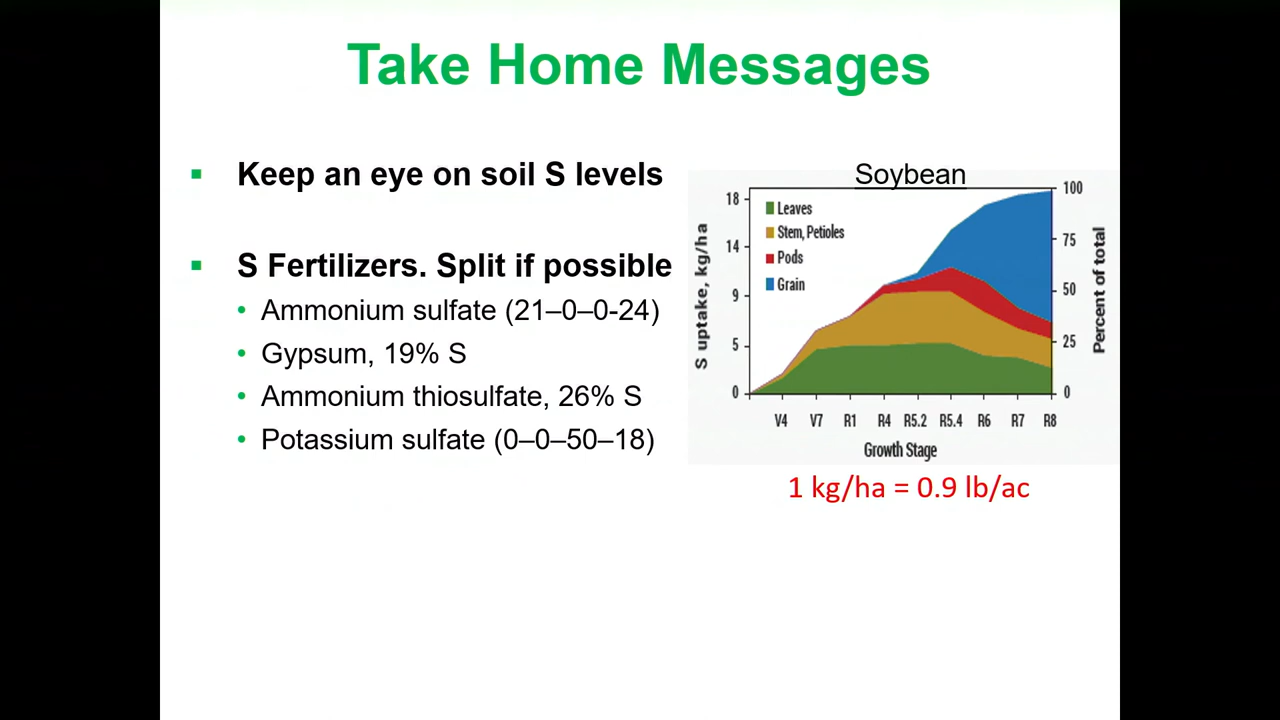 Take Home Messages
▪ Keep an eye on soil S levels
▪ S Fertilizers. Split if possible
• Ammonium sulfate (21–0–0-24)
• Gypsum, 19% S
• Ammonium thiosulfate, 26% S
• Potassium sulfate (0–0–50–18)
Soybean
S uptake, kg/ha
18
14
9
5
0
Leaves
Stem, Petioles
Pods
Grain
100
75
50
25
0
Percent of total
V4 V7 R1 R4 R5.2 R5.4 R6 R7 R8
Growth Stage
1 kg/ha = 0.9 lb/ac